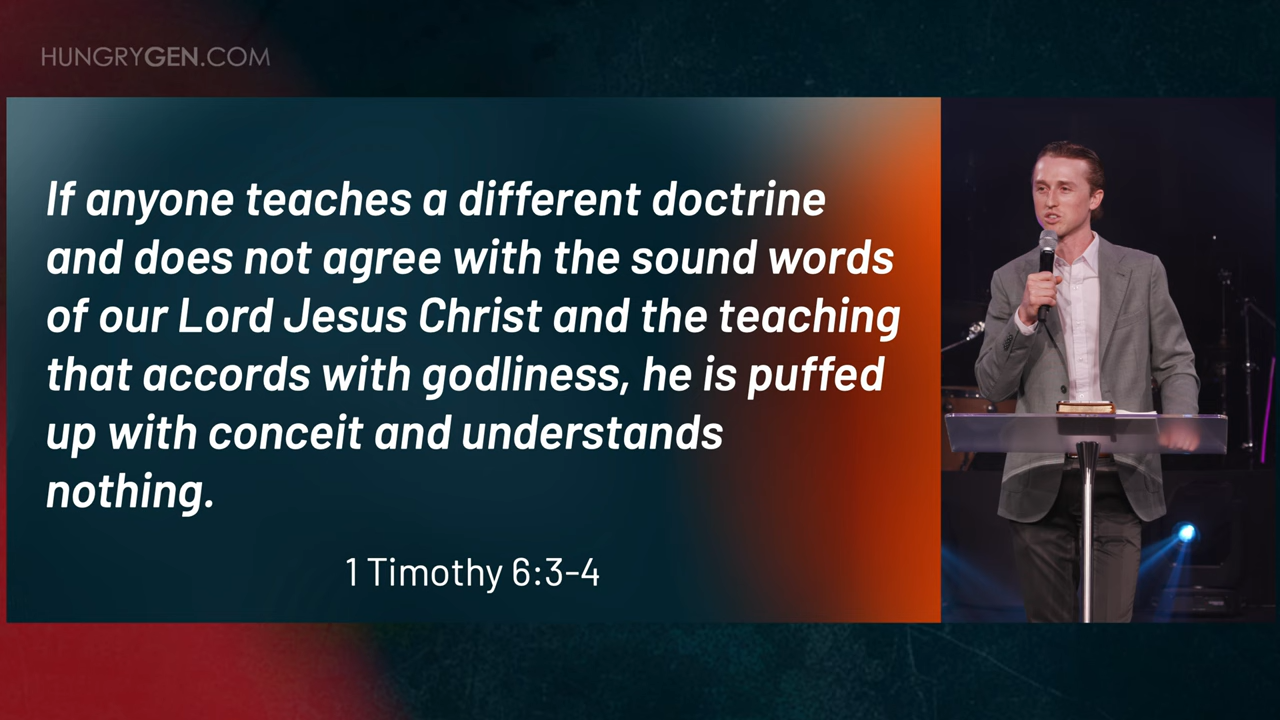 HUNGRYGEN.COM
If anyone teaches a different doctrine
and does not agree with the sound words
of our Lord Jesus Christ and the teaching
that accords with godliness, he is puffed
up with conceit and understands
nothing.
1 Timothy 6:3-4